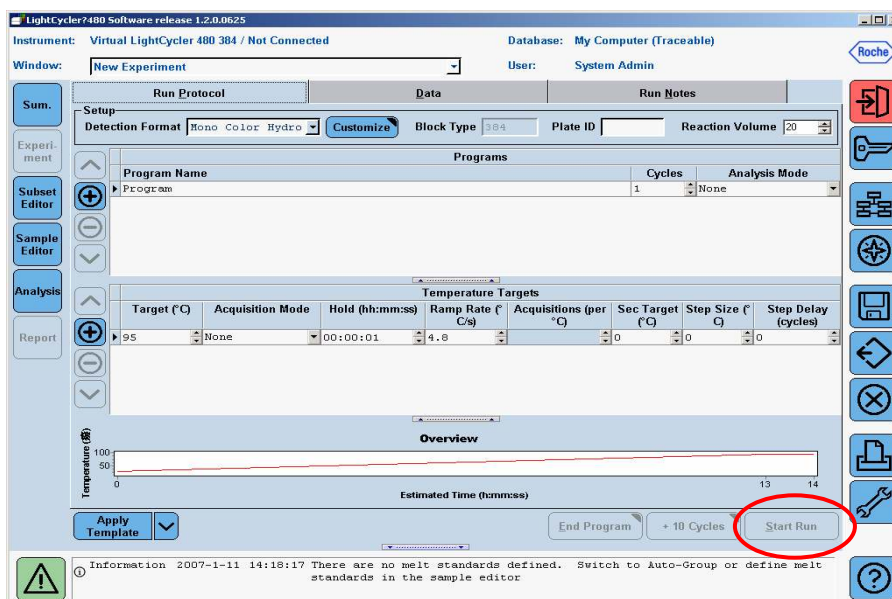 LightCycler?480 Software release 1.2.0.0625
Instrument: Virtual LightCycler 480 384 / Not Connected Database: My Computer (Traceable)
Window: New Experiment User: System Admin
Roche
Sum.
Experi-
ment
Subset
Editor
Sample
Editor
Analysis
Report
Run Protocol Data Run Notes
Setup
Detection Format Mono Color Hydro Customize Block Type 384 Plate ID Reaction Volume 20
Programs
Program Name Cycles Analysis Mode
Program 1 None
Temperature Targets
Target (°C) Acquisition Mode Hold (hh:mm:ss) Ramp Rate (° C/s) Acquisitions (per °C) Sec Target (°C) Step Size (° C) Step Delay (cycles)
95 None 00:00:01 4.8 0 0 0
Overview
Temperature
100
50
0 13 14
Estimated Time (h:mm:ss)
Apply
Template
End Program + 10 Cycles Start Run
Information 2007-1-11 14:18:17 There are no melt standards defined. Switch to Auto-Group or define melt
standards in the sample editor